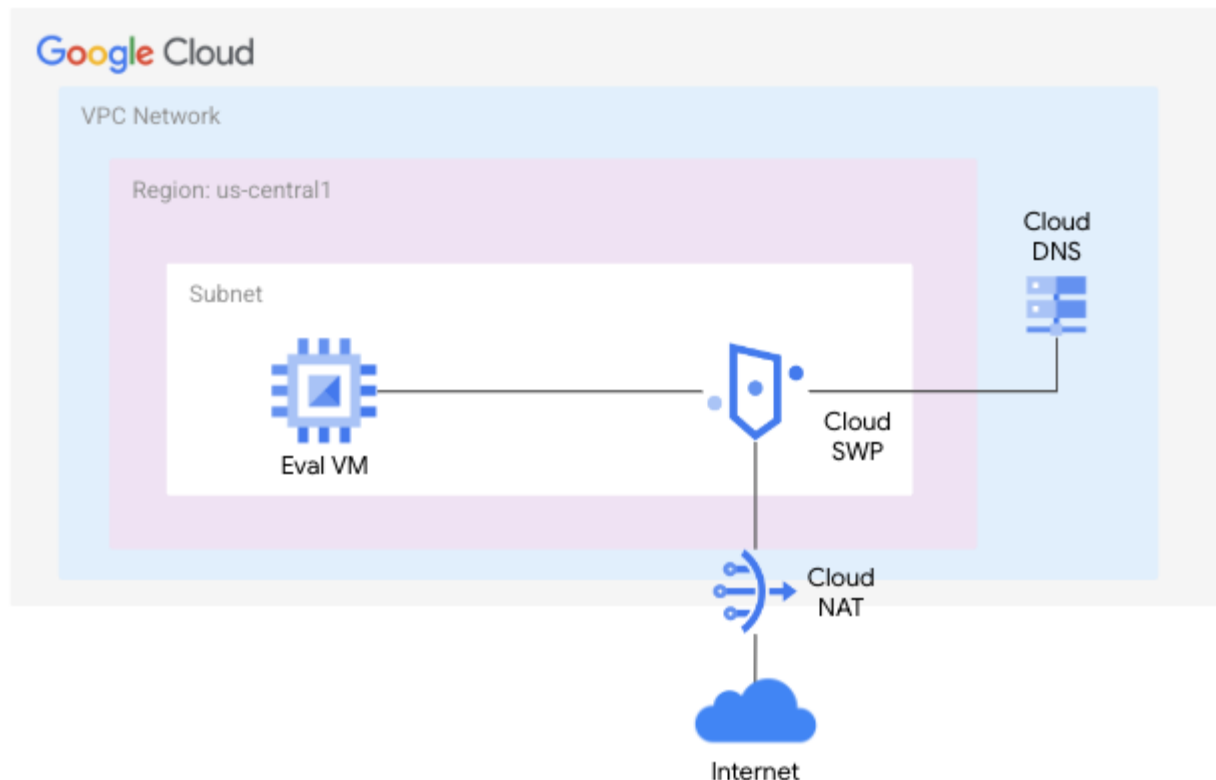 Google Cloud
VPC Network
Region: us-central1
Cloud
DNS
Subnet
Eval VM
Cloud
SWP
Cloud
NAT
Internet